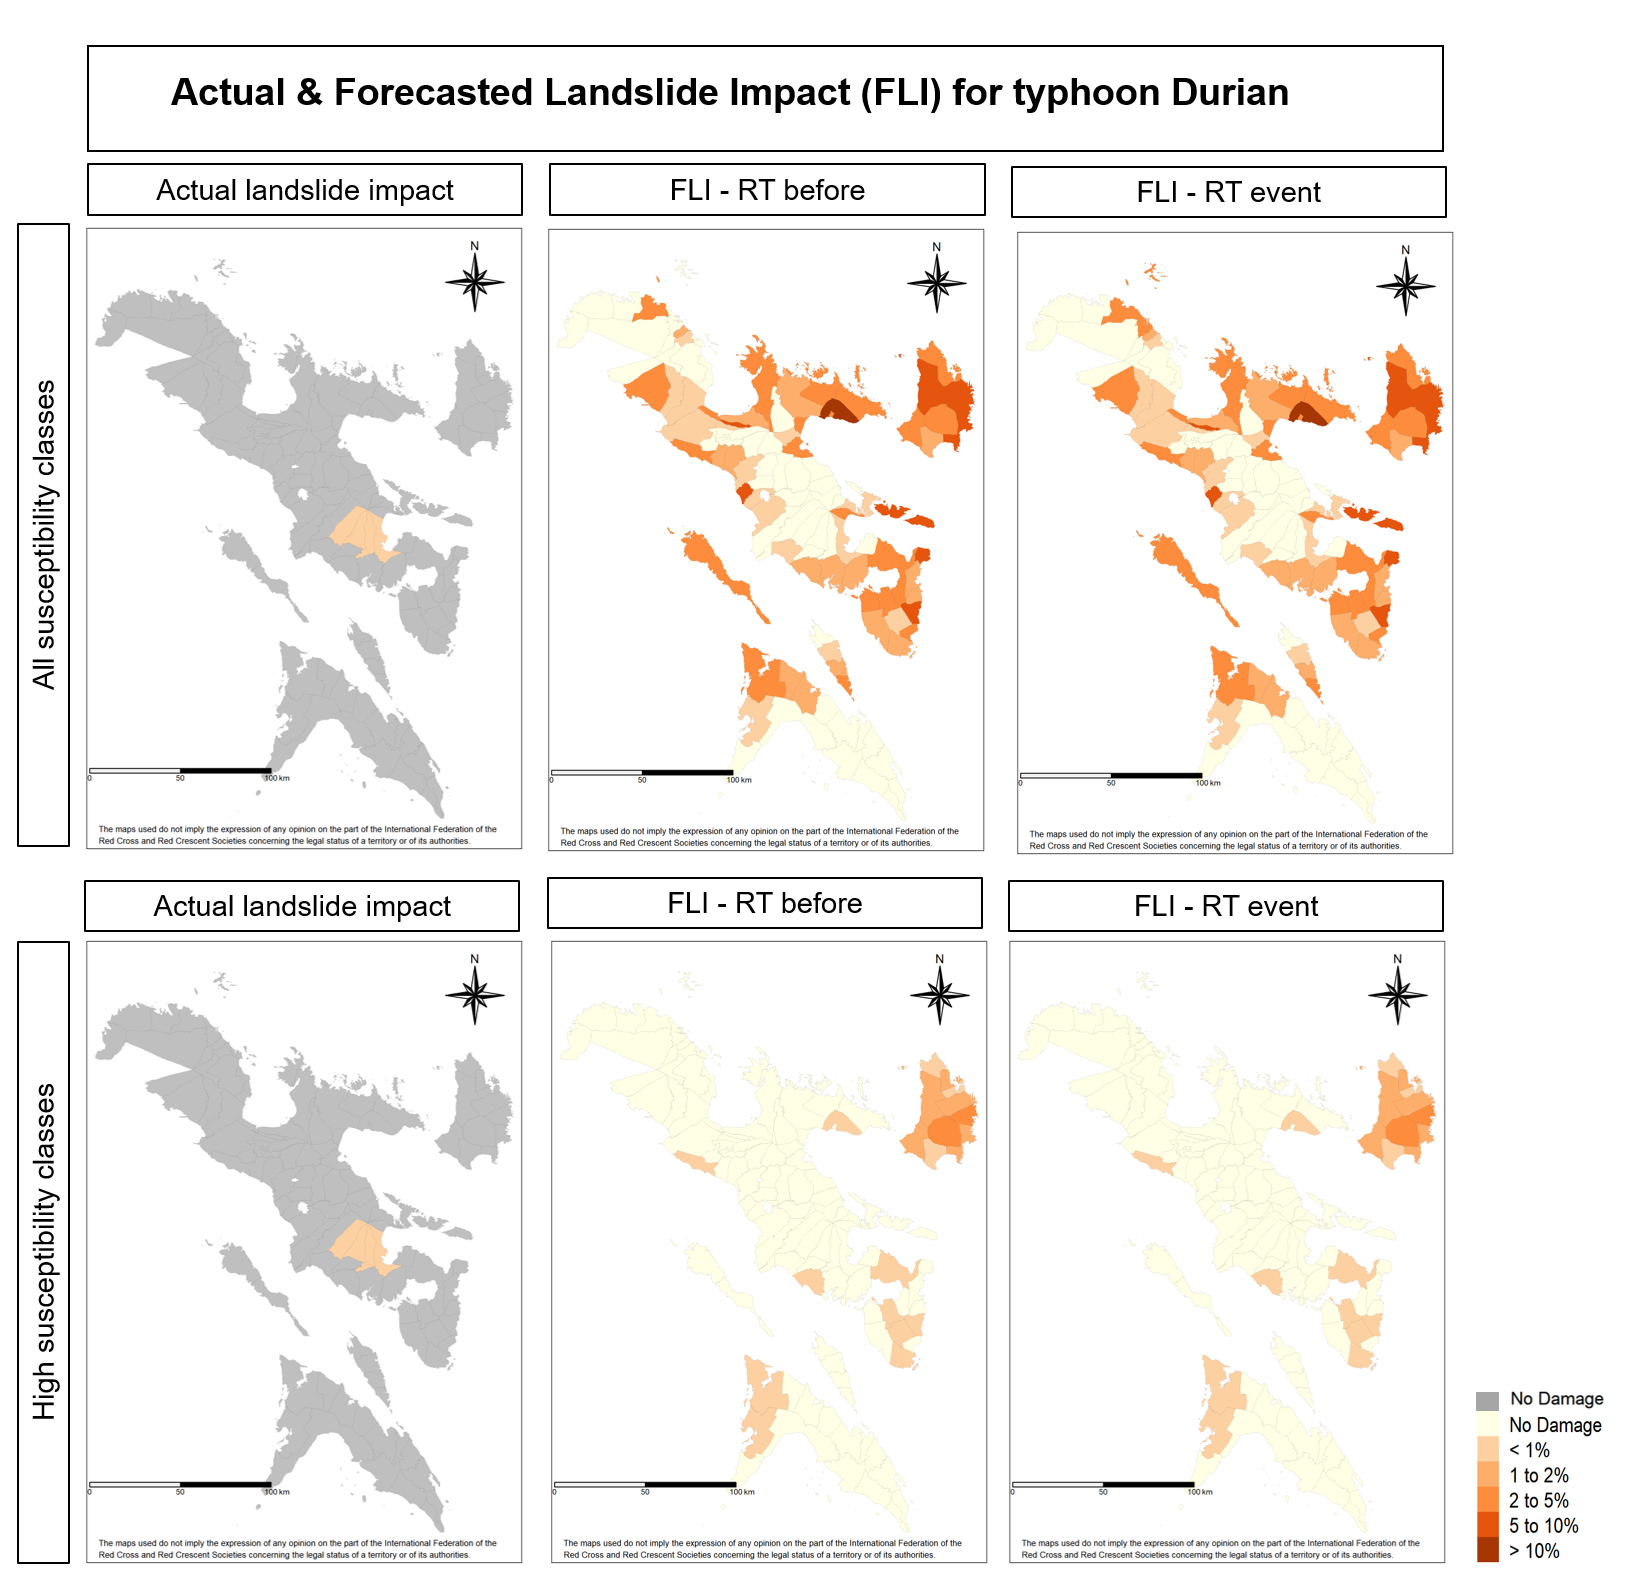 Actual & Forecasted Landslide Impact (FLI) for typhoon Durian
Actual landslide impact
FLI - RT before
FLI - RT event
All susceptibility classes
N
0 50 100 km
The maps used do not imply the expression of any opinion on the part of the International Federation of the
Red Cross and Red Crescent Societies concerning the legal status of a territory or of its authorities.
N
0 50 100 km
The maps used do not imply the expression of any opinion on the part of the International Federation of the
Red Cross and Red Crescent Societies concerning the legal status of a territory or of its authorities.
N
0 50 100 km
The maps used do not imply the expression of any opinion on the part of the International Federation of the
Red Cross and Red Crescent Societies concerning the legal status of a territory or of its authorities.
Actual landslide impact
FLI - RT before
FLI - RT event
High susceptibility classes
N
0 50 100 km
The maps used do not imply the expression of any opinion on the part of the International Federation of the
Red Cross and Red Crescent Societies concerning the legal status of a territory or of its authorities.
N
0 50 100 km
The maps used do not imply the expression of any opinion on the part of the International Federation of the
Red Cross and Red Crescent Societies concerning the legal status of a territory or of its authorities.
N
0 50 100 km
The maps used do not imply the expression of any opinion on the part of the International Federation of the
Red Cross and Red Crescent Societies concerning the legal status of a territory or of its authorities.
No Damage
No Damage
< 1%
1 to 2%
2 to 5%
5 to 10%
> 10%